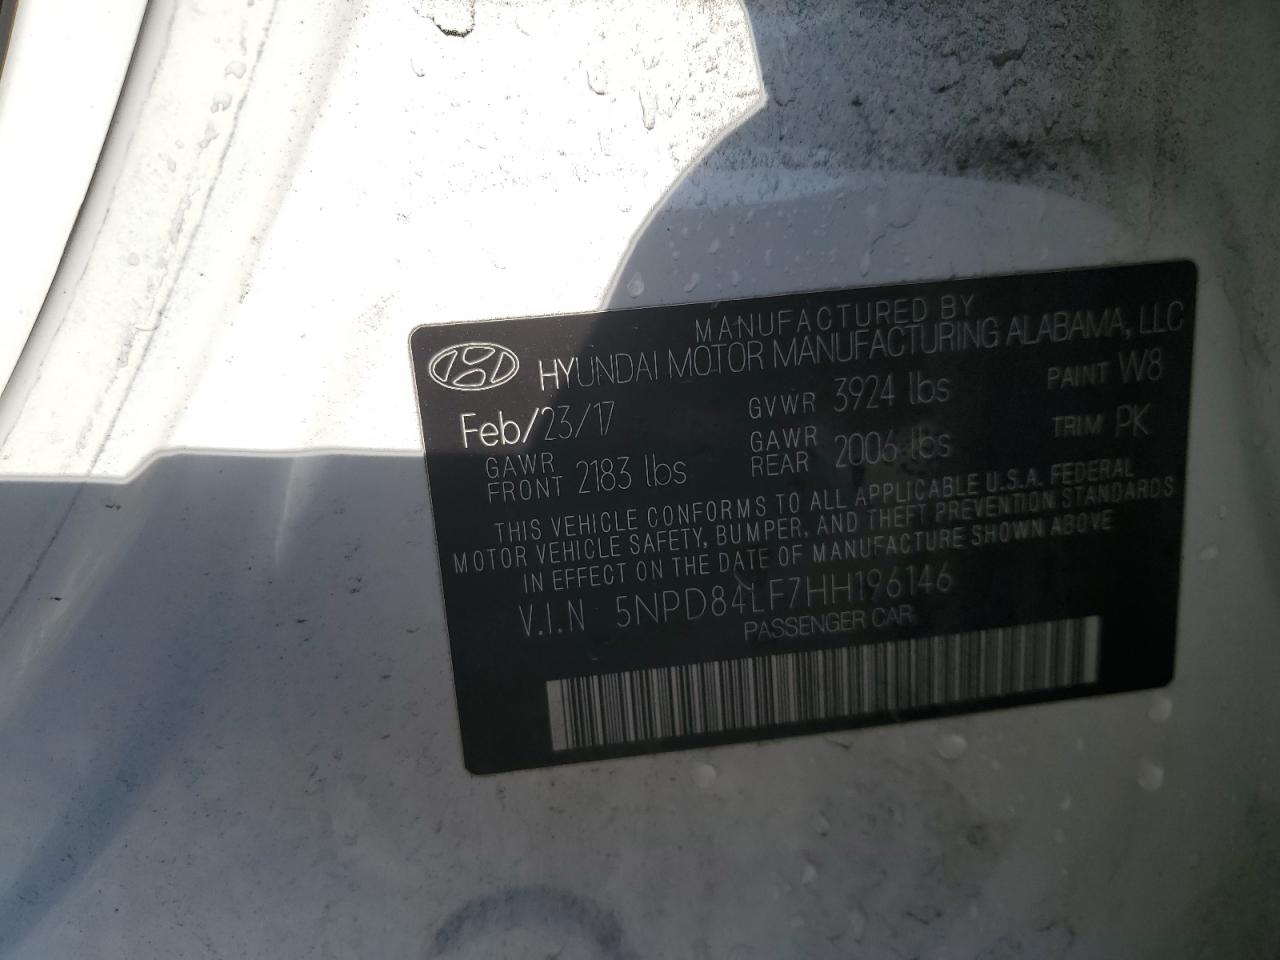 MANUFACTURED BY
HYUNDAI MOTOR MANUFACTURING ALABAMA, LLC
Feb/23/17 GVWR 3924 lbs PAINT W8
GAWR FRONT 2183 lbs GAWR REAR 2006 lbs TRIM PK
THIS VEHICLE CONFORMS TO ALL APPLICABLE U.S.A. FEDERAL
MOTOR VEHICLE SAFETY, BUMPER, AND THEFT PREVENTION STANDARDS
IN EFFECT ON THE DATE OF MANUFACTURE SHOWN ABOVE
V.I.N 5NPD84LF7HH196146
PASSENGER CAR